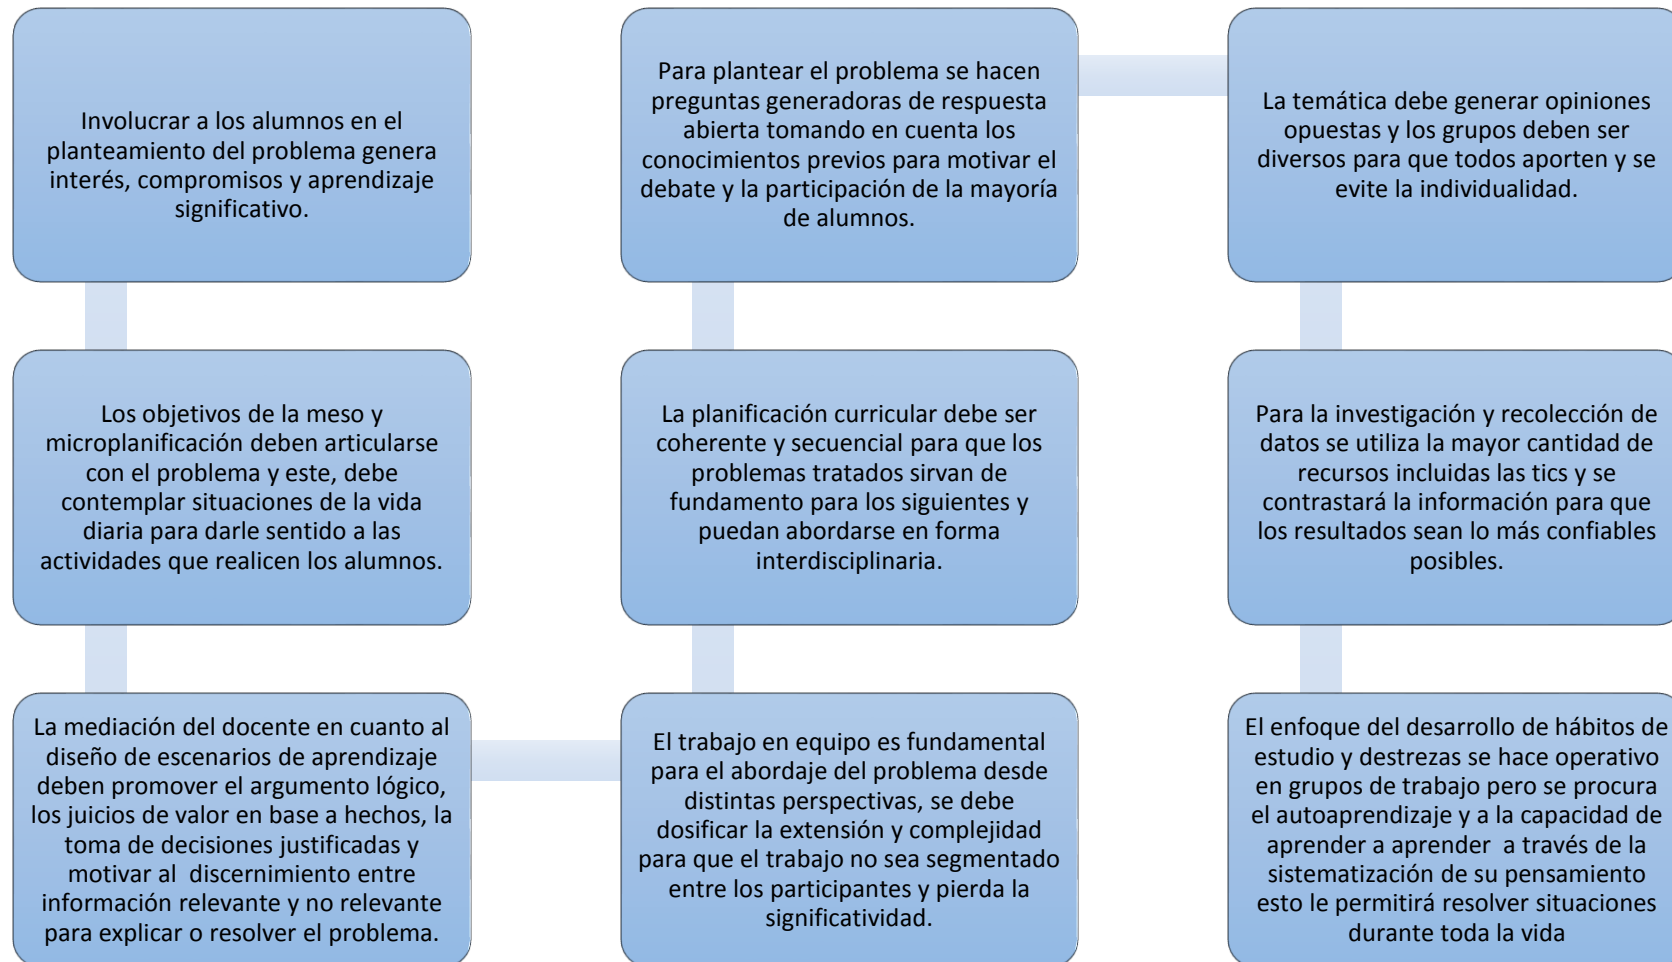 Involucrar a los alumnos en el
planteamiento del problema genera
interés, compromisos y aprendizaje
significativo.
Los objetivos de la meso y
microplanificación deben articularse
con el problema y este, debe
contemplar situaciones de la vida
diaria para darle sentido a las
actividades que realicen los alumnos.
La mediación del docente en cuanto al
diseño de escenarios de aprendizaje
deben promover el argumento lógico,
los juicios de valor en base a hechos, la
toma de decisiones justificadas y
motivar al discernimiento entre
información relevante y no relevante
para explicar o resolver el problema.
El trabajo en equipo es fundamental
para el abordaje del problema desde
distintas perspectivas, se debe
dosificar la extensión y complejidad
para que el trabajo no sea segmentado
entre los participantes y pierda la
significatividad.
La planificación curricular debe ser
coherente y secuencial para que los
problemas tratados sirvan de
fundamento para los siguientes y
puedan abordarse en forma
interdisciplinaria.
Para plantear el problema se hacen
preguntas generadoras de respuesta
abierta tomando en cuenta los
conocimientos previos para motivar el
debate y la participación de la mayoría
de alumnos.
La temática debe generar opiniones
opuestas y los grupos deben ser
diversos para que todos aporten y se
evite la individualidad.
Para la investigación y recolección de
datos se utiliza la mayor cantidad de
recursos incluidas las tics y se
contrastará la información para que
los resultados sean lo más confiables
posibles.
El enfoque del desarrollo de hábitos de
estudio y destrezas se hace operativo
en grupos de trabajo pero se procura
el autoaprendizaje y a la capacidad de
aprender a aprender a través de la
sistematización de su pensamiento
esto le permitirá resolver situaciones
durante toda la vida